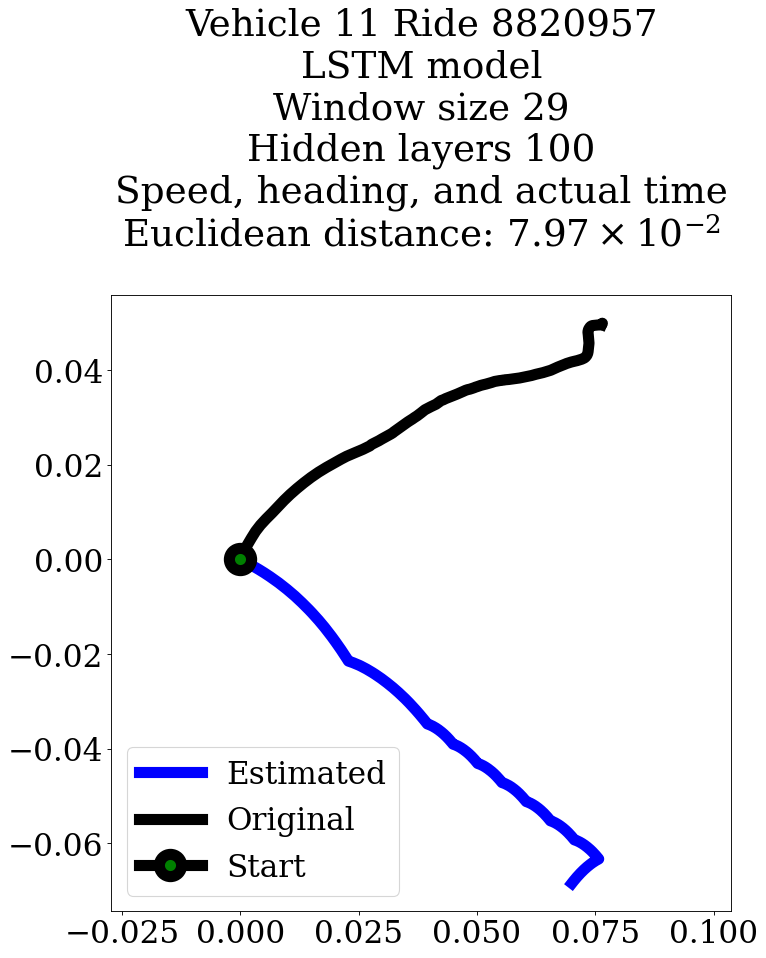 Vehicle 11 Ride 8820957
LSTM model
Window size 29
Hidden layers 100
Speed, heading, and actual time
Euclidean distance: 7.97 × 10⁻²
0.04
0.02
0.00
−0.02
−0.04
−0.06
Estimated
Original
Start
−0.025 0.000 0.025 0.050 0.075 0.100